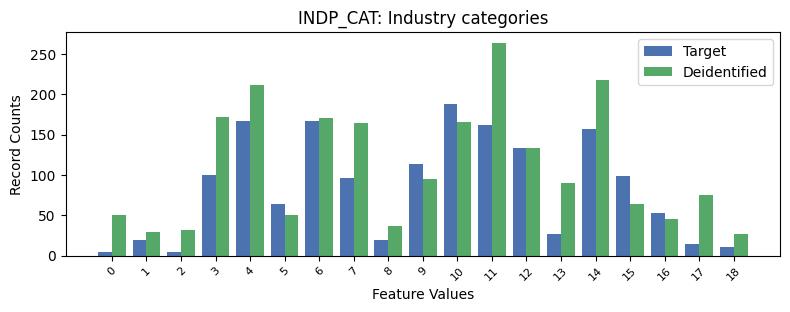 INDP_CAT: Industry categories
250
200
150
100
50
0
Record Counts
Target
Deidentified
0 1 2 3 4 5 6 7 8 9 10 11 12 13 14 15 16 17 18
Feature Values